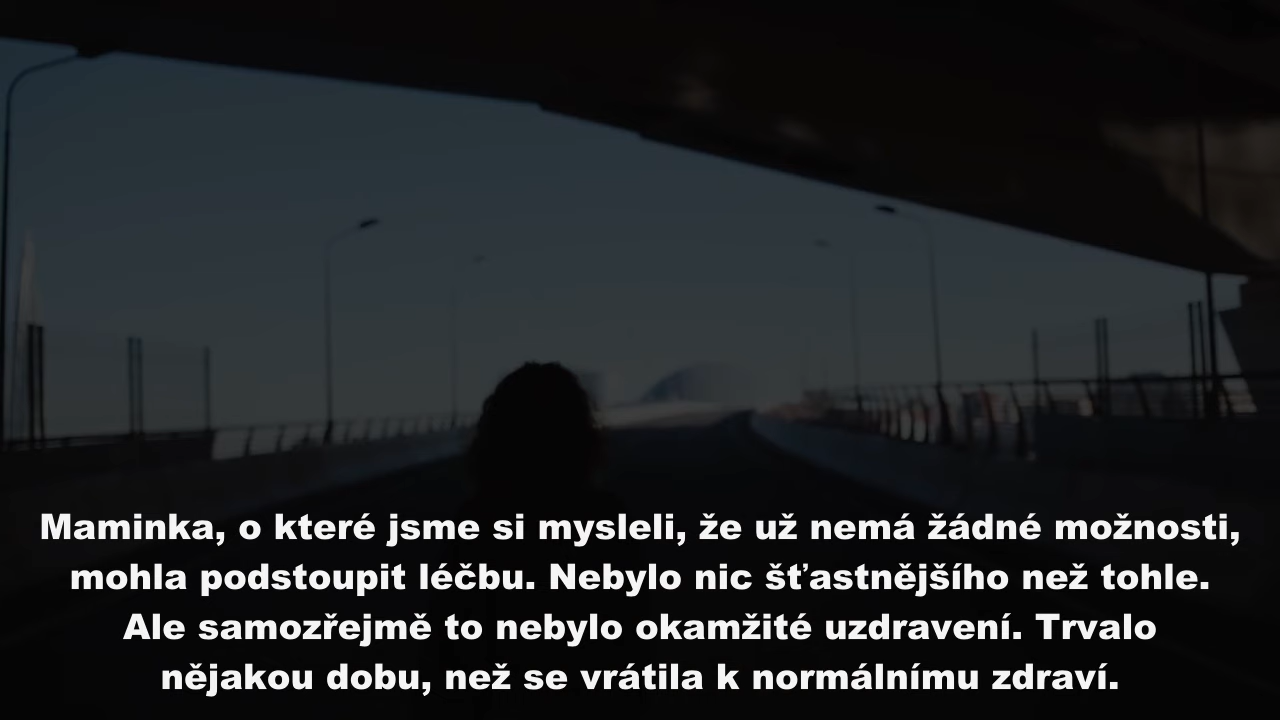 Maminka, o které jsme si mysleli, že už nemá žádné možnosti,
mohla podstoupit léčbu. Nebylo nic šťastnějšího než tohle.
Ale samozřejmě to nebylo okamžité uzdravení. Trvalo
nějakou dobu, než se vrátila k normálnímu zdraví.